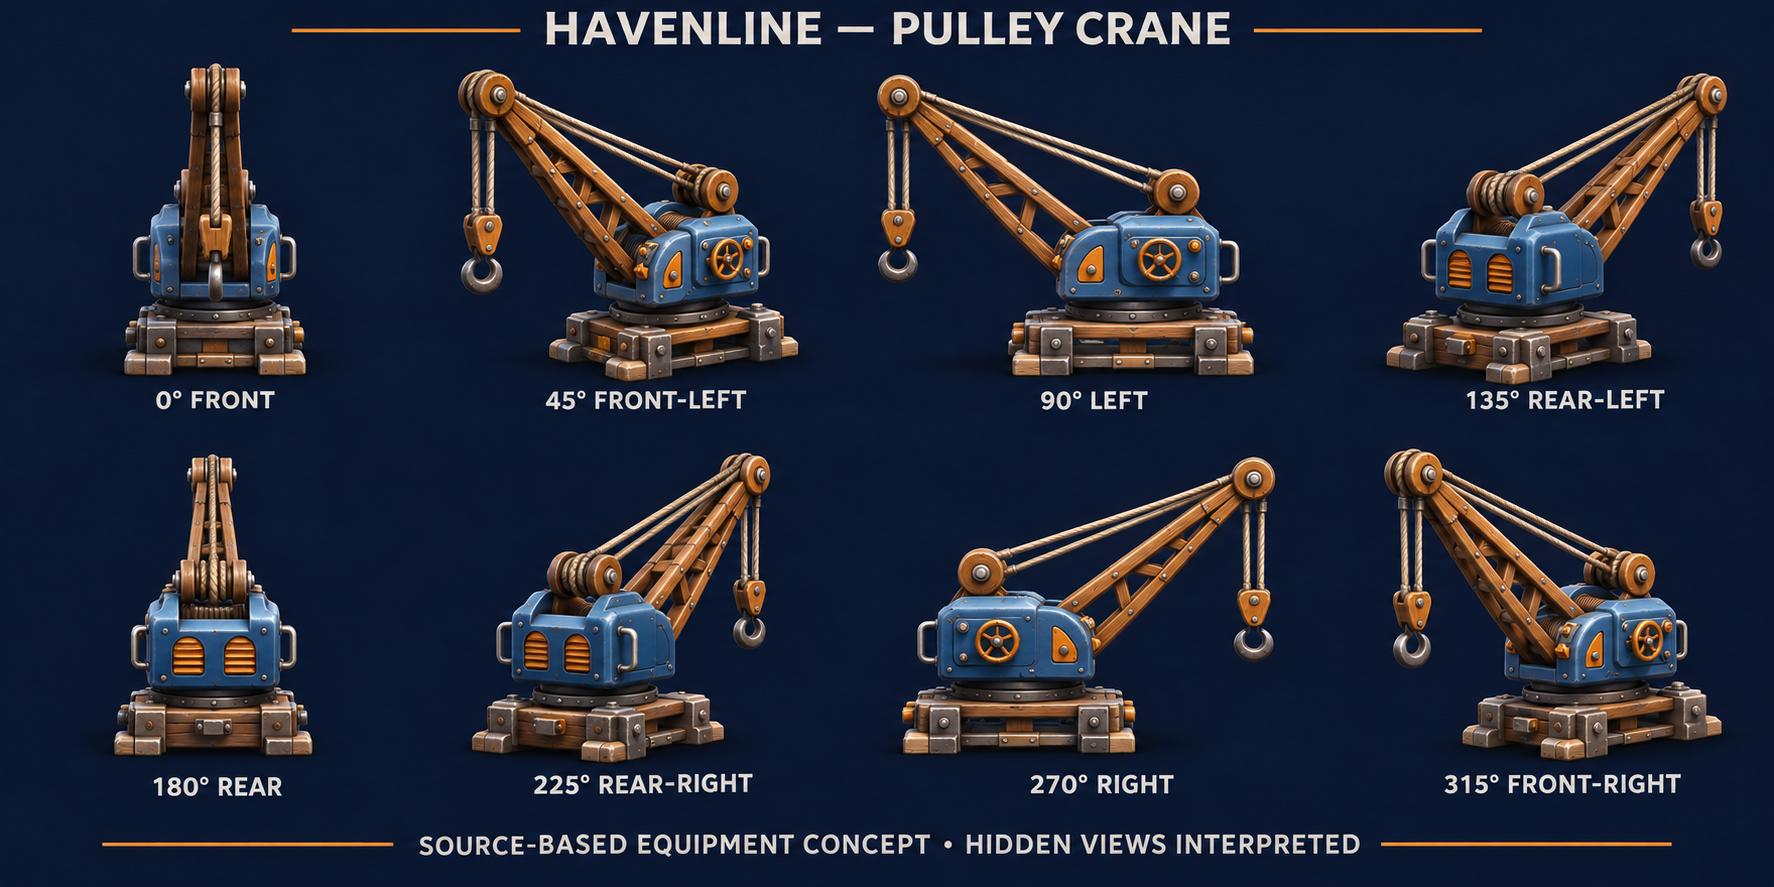 HAVENLINE — PULLEY CRANE
0° FRONT
45° FRONT-LEFT
90° LEFT
135° REAR-LEFT
180° REAR
225° REAR-RIGHT
270° RIGHT
315° FRONT-RIGHT
SOURCE-BASED EQUIPMENT CONCEPT • HIDDEN VIEWS INTERPRETED